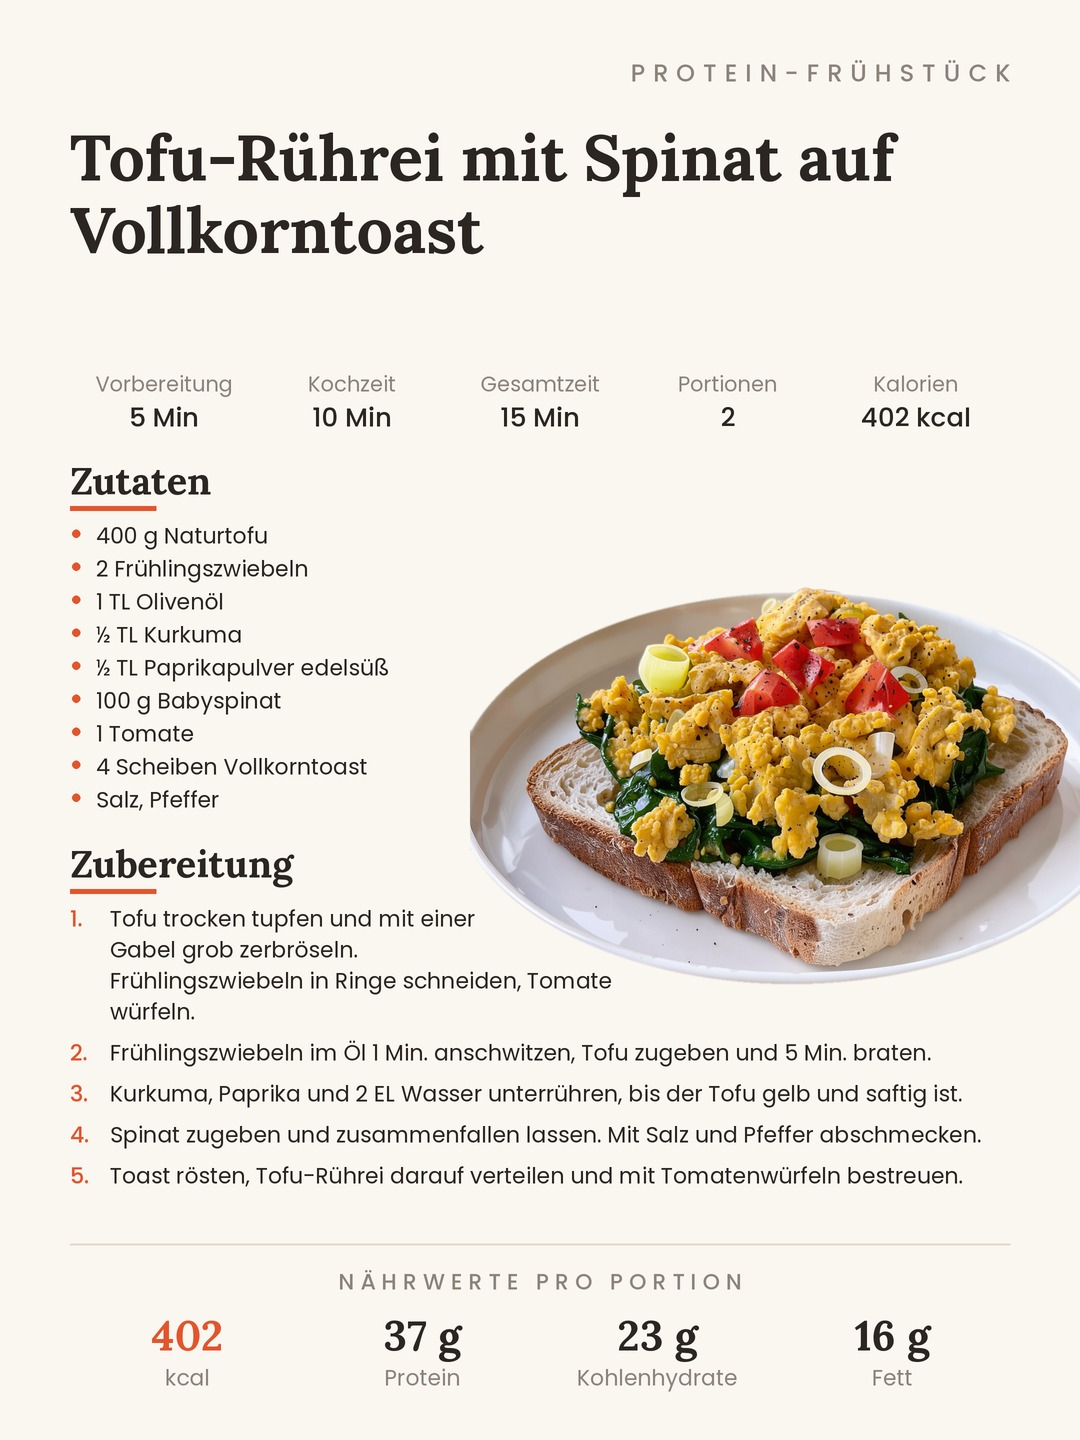 PROTEIN-FRÜHSTÜCK
Tofu-Rührei mit Spinat auf
Vollkorntoast
Vorbereitung
5 Min
Kochzeit
10 Min
Gesamtzeit
15 Min
Portionen
2
Kalorien
402 kcal
Zutaten
• 400 g Naturtofu
• 2 Frühlingszwiebeln
• 1 TL Olivenöl
• ½ TL Kurkuma
• ½ TL Paprikapulver edelsüß
• 100 g Babyspinat
• 1 Tomate
• 4 Scheiben Vollkorntoast
• Salz, Pfeffer
Zubereitung
1. Tofu trocken tupfen und mit einer
Gabel grob zerbröseln.
Frühlingszwiebeln in Ringe schneiden, Tomate
würfeln.
2. Frühlingszwiebeln im Öl 1 Min. anschwitzen, Tofu zugeben und 5 Min. braten.
3. Kurkuma, Paprika und 2 EL Wasser unterrühren, bis der Tofu gelb und saftig ist.
4. Spinat zugeben und zusammenfallen lassen. Mit Salz und Pfeffer abschmecken.
5. Toast rösten, Tofu-Rührei darauf verteilen und mit Tomatenwürfeln bestreuen.
NÄHRWERTE PRO PORTION
402
kcal
37 g
Protein
23 g
Kohlenhydrate
16 g
Fett